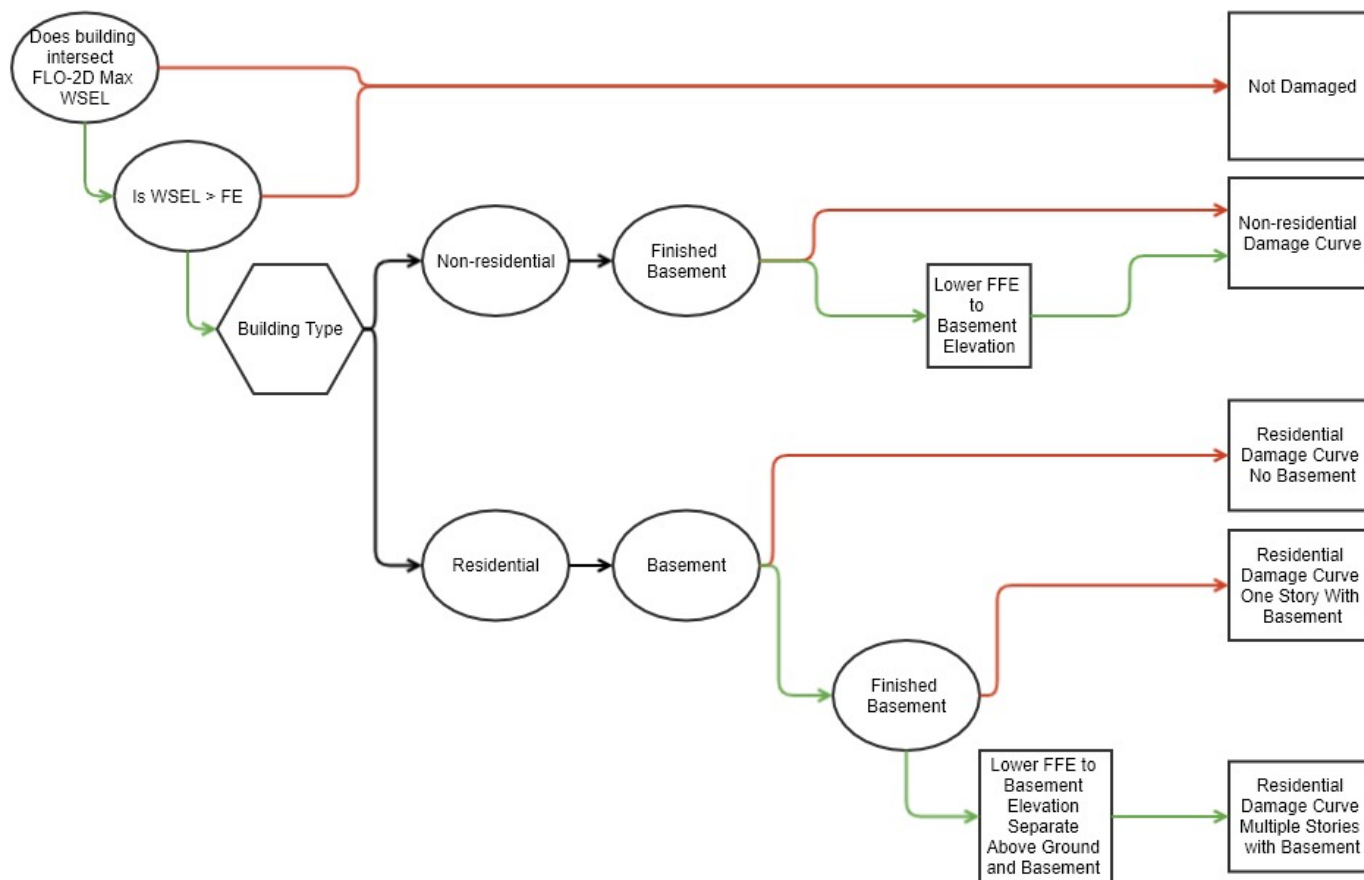 Does building
intersect
FLO-2D Max
WSEL
Not Damaged
Is WSEL > FE
Non-residential
Finished
Basement
Non-residential
Damage Curve
Building Type
Lower FFE
to
Basement
Elevation
Residential
Damage Curve
No Basement
Residential
Basement
Residential
Damage Curve
One Story With
Basement
Finished
Basement
Lower FFE to
Basement
Elevation
Separate
Above Ground
and Basement
Residential
Damage Curve
Multiple Stories
with Basement